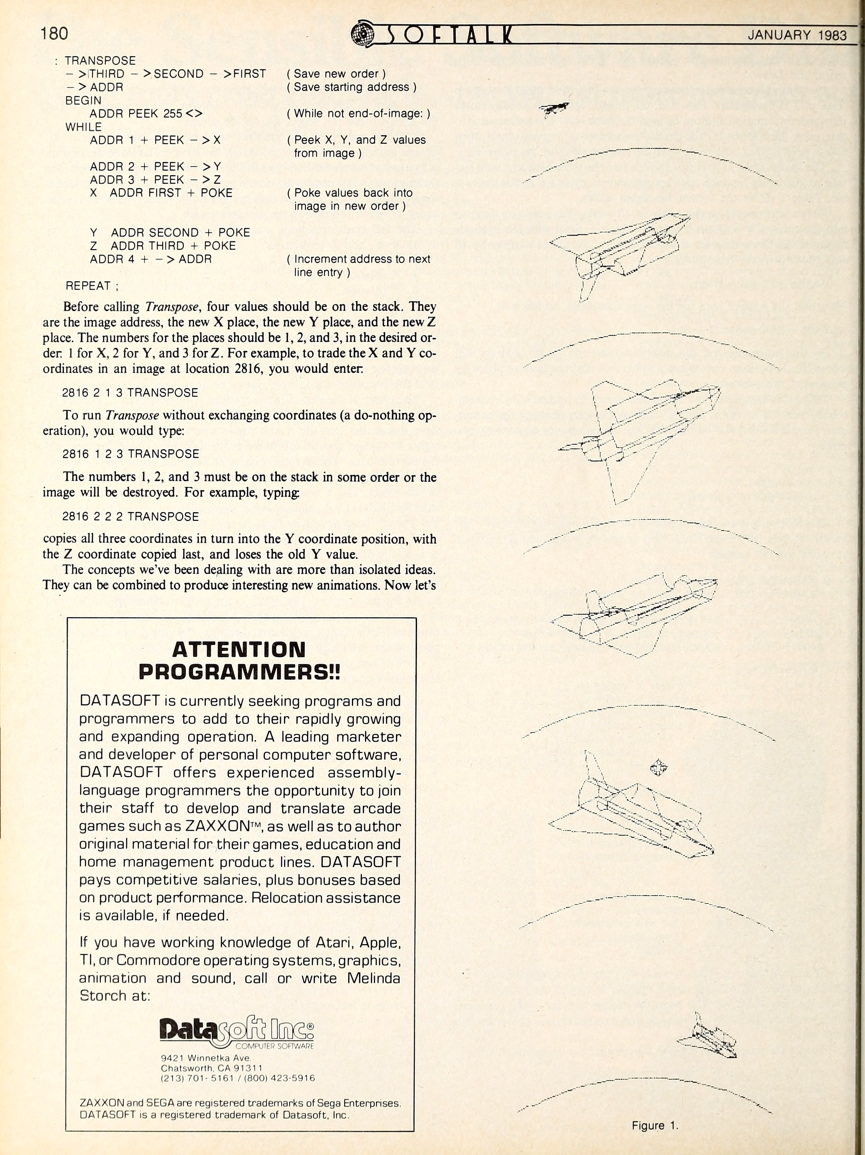 180
SOFTALK
JANUARY 1983
: TRANSPOSE
- > THIRD - > SECOND - > FIRST ( Save new order )
- > ADDR ( Save starting address )
BEGIN
ADDR PEEK 255 <> ( While not end-of-image: )
WHILE
ADDR 1 + PEEK - > X ( Peek X, Y, and Z values
from image )
ADDR 2 + PEEK - > Y
ADDR 3 + PEEK - > Z
X ADDR FIRST + POKE ( Poke values back into
image in new order )
Y ADDR SECOND + POKE
Z ADDR THIRD + POKE
ADDR 4 + - > ADDR ( Increment address to next
line entry )
REPEAT ;
Before calling Transpose, four values should be on the stack. They
are the image address, the new X place, the new Y place, and the new Z
place. The numbers for the places should be 1, 2, and 3, in the desired or-
der: 1 for X, 2 for Y, and 3 for Z. For example, to trade the X and Y co-
ordinates in an image at location 2816, you would enter:
2816 2 1 3 TRANSPOSE
To run Transpose without exchanging coordinates (a do-nothing op-
eration), you would type:
2816 1 2 3 TRANSPOSE
The numbers 1, 2, and 3 must be on the stack in some order or the
image will be destroyed. For example, typing:
2816 2 2 2 TRANSPOSE
copies all three coordinates in turn into the Y coordinate position, with
the Z coordinate copied last, and loses the old Y value.
The concepts we've been dealing with are more than isolated ideas.
They can be combined to produce interesting new animations. Now let's
ATTENTION
PROGRAMMERS!!
DATASOFT is currently seeking programs and
programmers to add to their rapidly growing
and expanding operation. A leading marketer
and developer of personal computer software,
DATASOFT offers experienced assembly-
language programmers the opportunity to join
their staff to develop and translate arcade
games such as ZAXXON™, as well as to author
original material for their games, education and
home management product lines. DATASOFT
pays competitive salaries, plus bonuses based
on product performance. Relocation assistance
is available, if needed.
If you have working knowledge of Atari, Apple,
TI, or Commodore operating systems, graphics,
animation and sound, call or write Melinda
Storch at:
Datasoft Inc.®
COMPUTER SOFTWARE
9421 Winnetka Ave.
Chatsworth, CA 91311
(213) 701-5161 / (800) 423-5916
ZAXXON and SEGA are registered trademarks of Sega Enterprises.
DATASOFT is a registered trademark of Datasoft, Inc.
Figure 1.